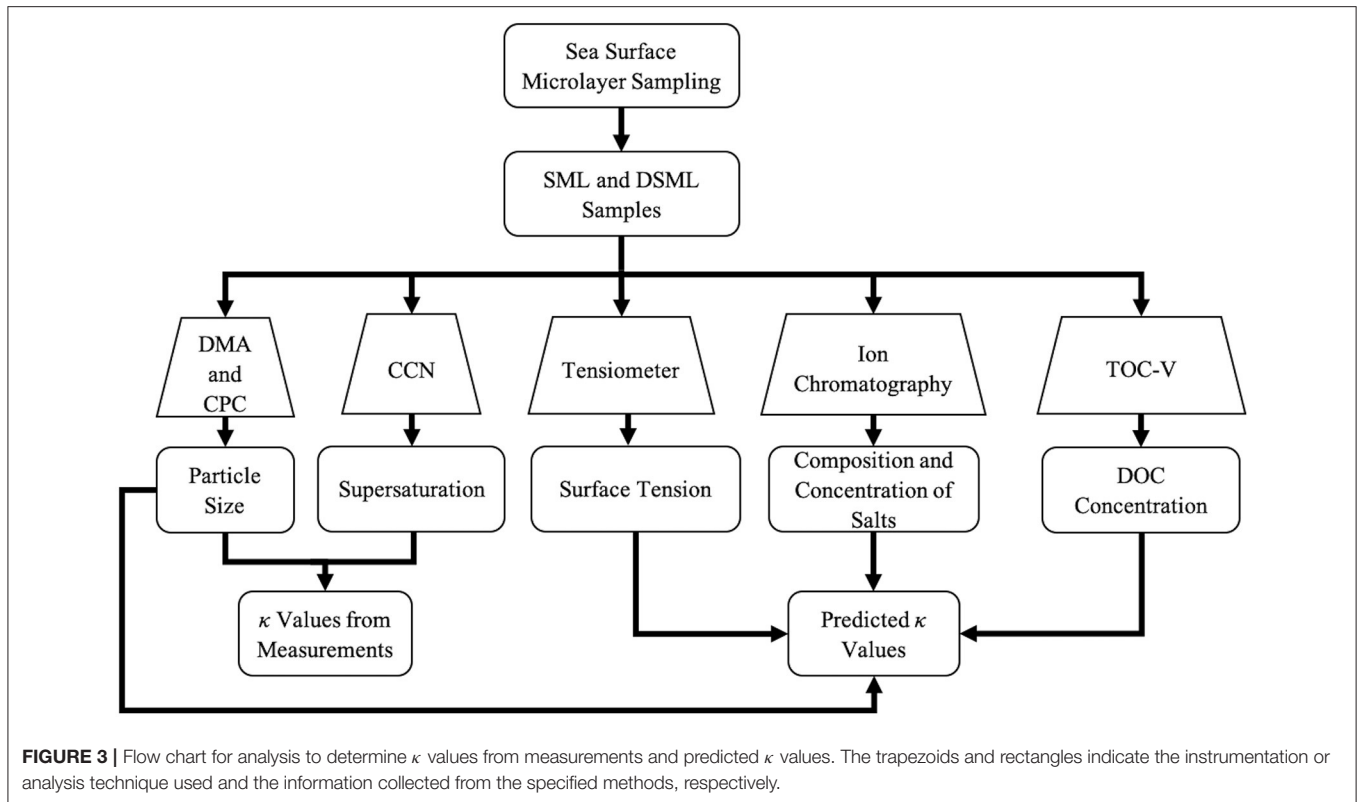 Sea Surface
Microlayer Sampling
SML and DSML
Samples
DMA
and
CPC
CCN
Tensiometer
Ion
Chromatography
TOC-V
Particle
Size
Supersaturation
Surface Tension
Composition and
Concentration of
Salts
DOC
Concentration
κ Values from
Measurements
Predicted κ
Values
FIGURE 3 | Flow chart for analysis to determine κ values from measurements and predicted κ values. The trapezoids and rectangles indicate the instrumentation or
analysis technique used and the information collected from the specified methods, respectively.